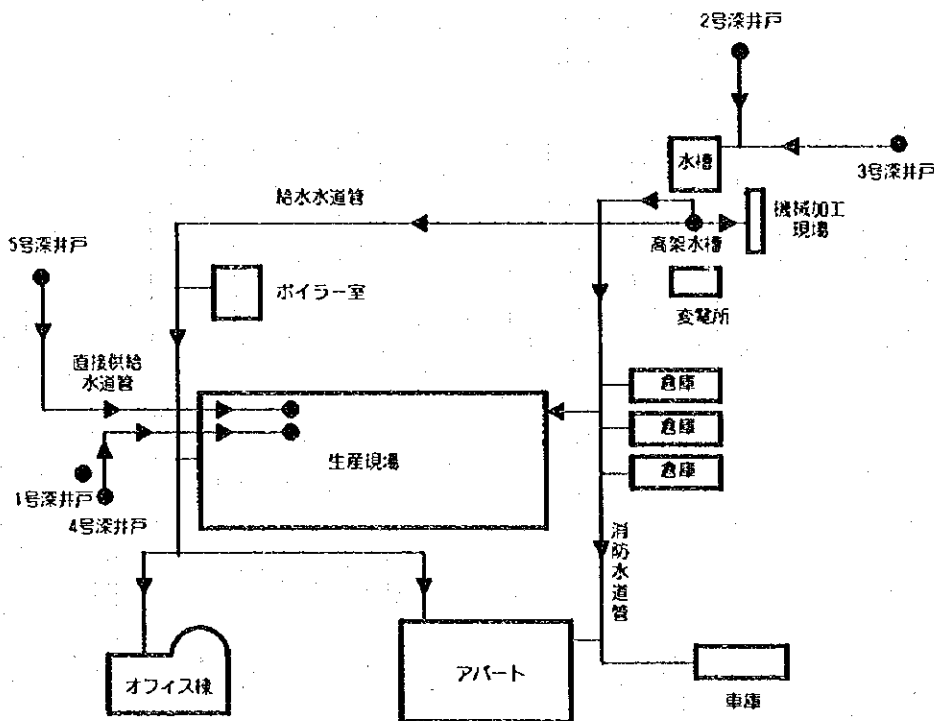 2号深井戸
水槽
3号深井戸
給水水道管
機械加工
現場
高架水槽
5号深井戸
ボイラー室
変電所
直接供給
水道管
倉庫
倉庫
倉庫
生産現場
1号深井戸
4号深井戸
消防水道管
オフィス棟
アパート
車庫